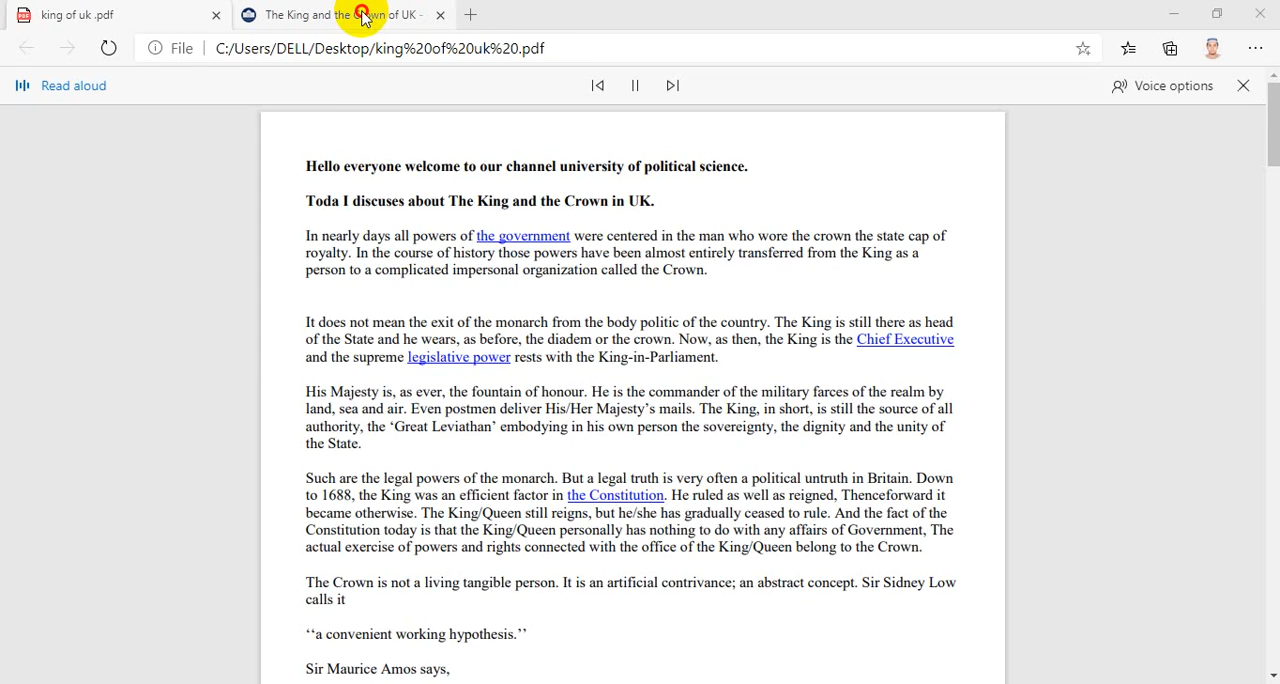 king of uk .pdf
The King and the Crown of UK -
File
C:/Users/DELL/Desktop/king%20of%20uk%20.pdf
Read aloud
Voice options
Hello everyone welcome to our channel university of political science.
Toda I discuses about The King and the Crown in UK.
In nearly days all powers of the government were centered in the man who wore the crown the state cap of
royalty. In the course of history those powers have been almost entirely transferred from the King as a
person to a complicated impersonal organization called the Crown.
It does not mean the exit of the monarch from the body politic of the country. The King is still there as head
of the State and he wears, as before, the diadem or the crown. Now, as then, the King is the Chief Executive
and the supreme legislative power rests with the King-in-Parliament.
His Majesty is, as ever, the fountain of honour. He is the commander of the military farces of the realm by
land, sea and air. Even postmen deliver His/Her Majesty’s mails. The King, in short, is still the source of all
authority, the ‘Great Leviathan’ embodying in his own person the sovereignty, the dignity and the unity of
the State.
Such are the legal powers of the monarch. But a legal truth is very often a political untruth in Britain. Down
to 1688, the King was an efficient factor in the Constitution. He ruled as well as reigned, Thenceforward it
became otherwise. The King/Queen still reigns, but he/she has gradually ceased to rule. And the fact of the
Constitution today is that the King/Queen personally has nothing to do with any affairs of Government, The
actual exercise of powers and rights connected with the office of the King/Queen belong to the Crown.
The Crown is not a living tangible person. It is an artificial contrivance; an abstract concept. Sir Sidney Low
calls it
‘‘a convenient working hypothesis.’’
Sir Maurice Amos says,